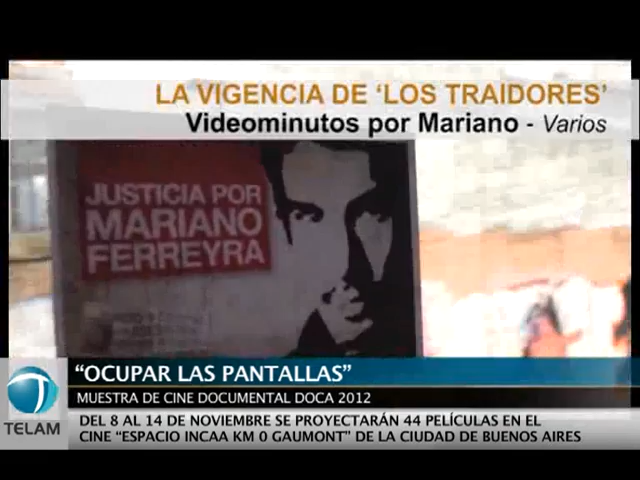 LA VIGENCIA DE ‘LOS TRAIDORES’
Videominutos por Mariano - Varios
JUSTICIA POR
MARIANO
FERREYRA
“OCUPAR LAS PANTALLAS”
MUESTRA DE CINE DOCUMENTAL DOCA 2012
TELAM
DEL 8 AL 14 DE NOVIEMBRE SE PROYECTARÁN 44 PELÍCULAS EN EL
CINE “ESPACIO INCAA KM 0 GAUMONT” DE LA CIUDAD DE BUENOS AIRES